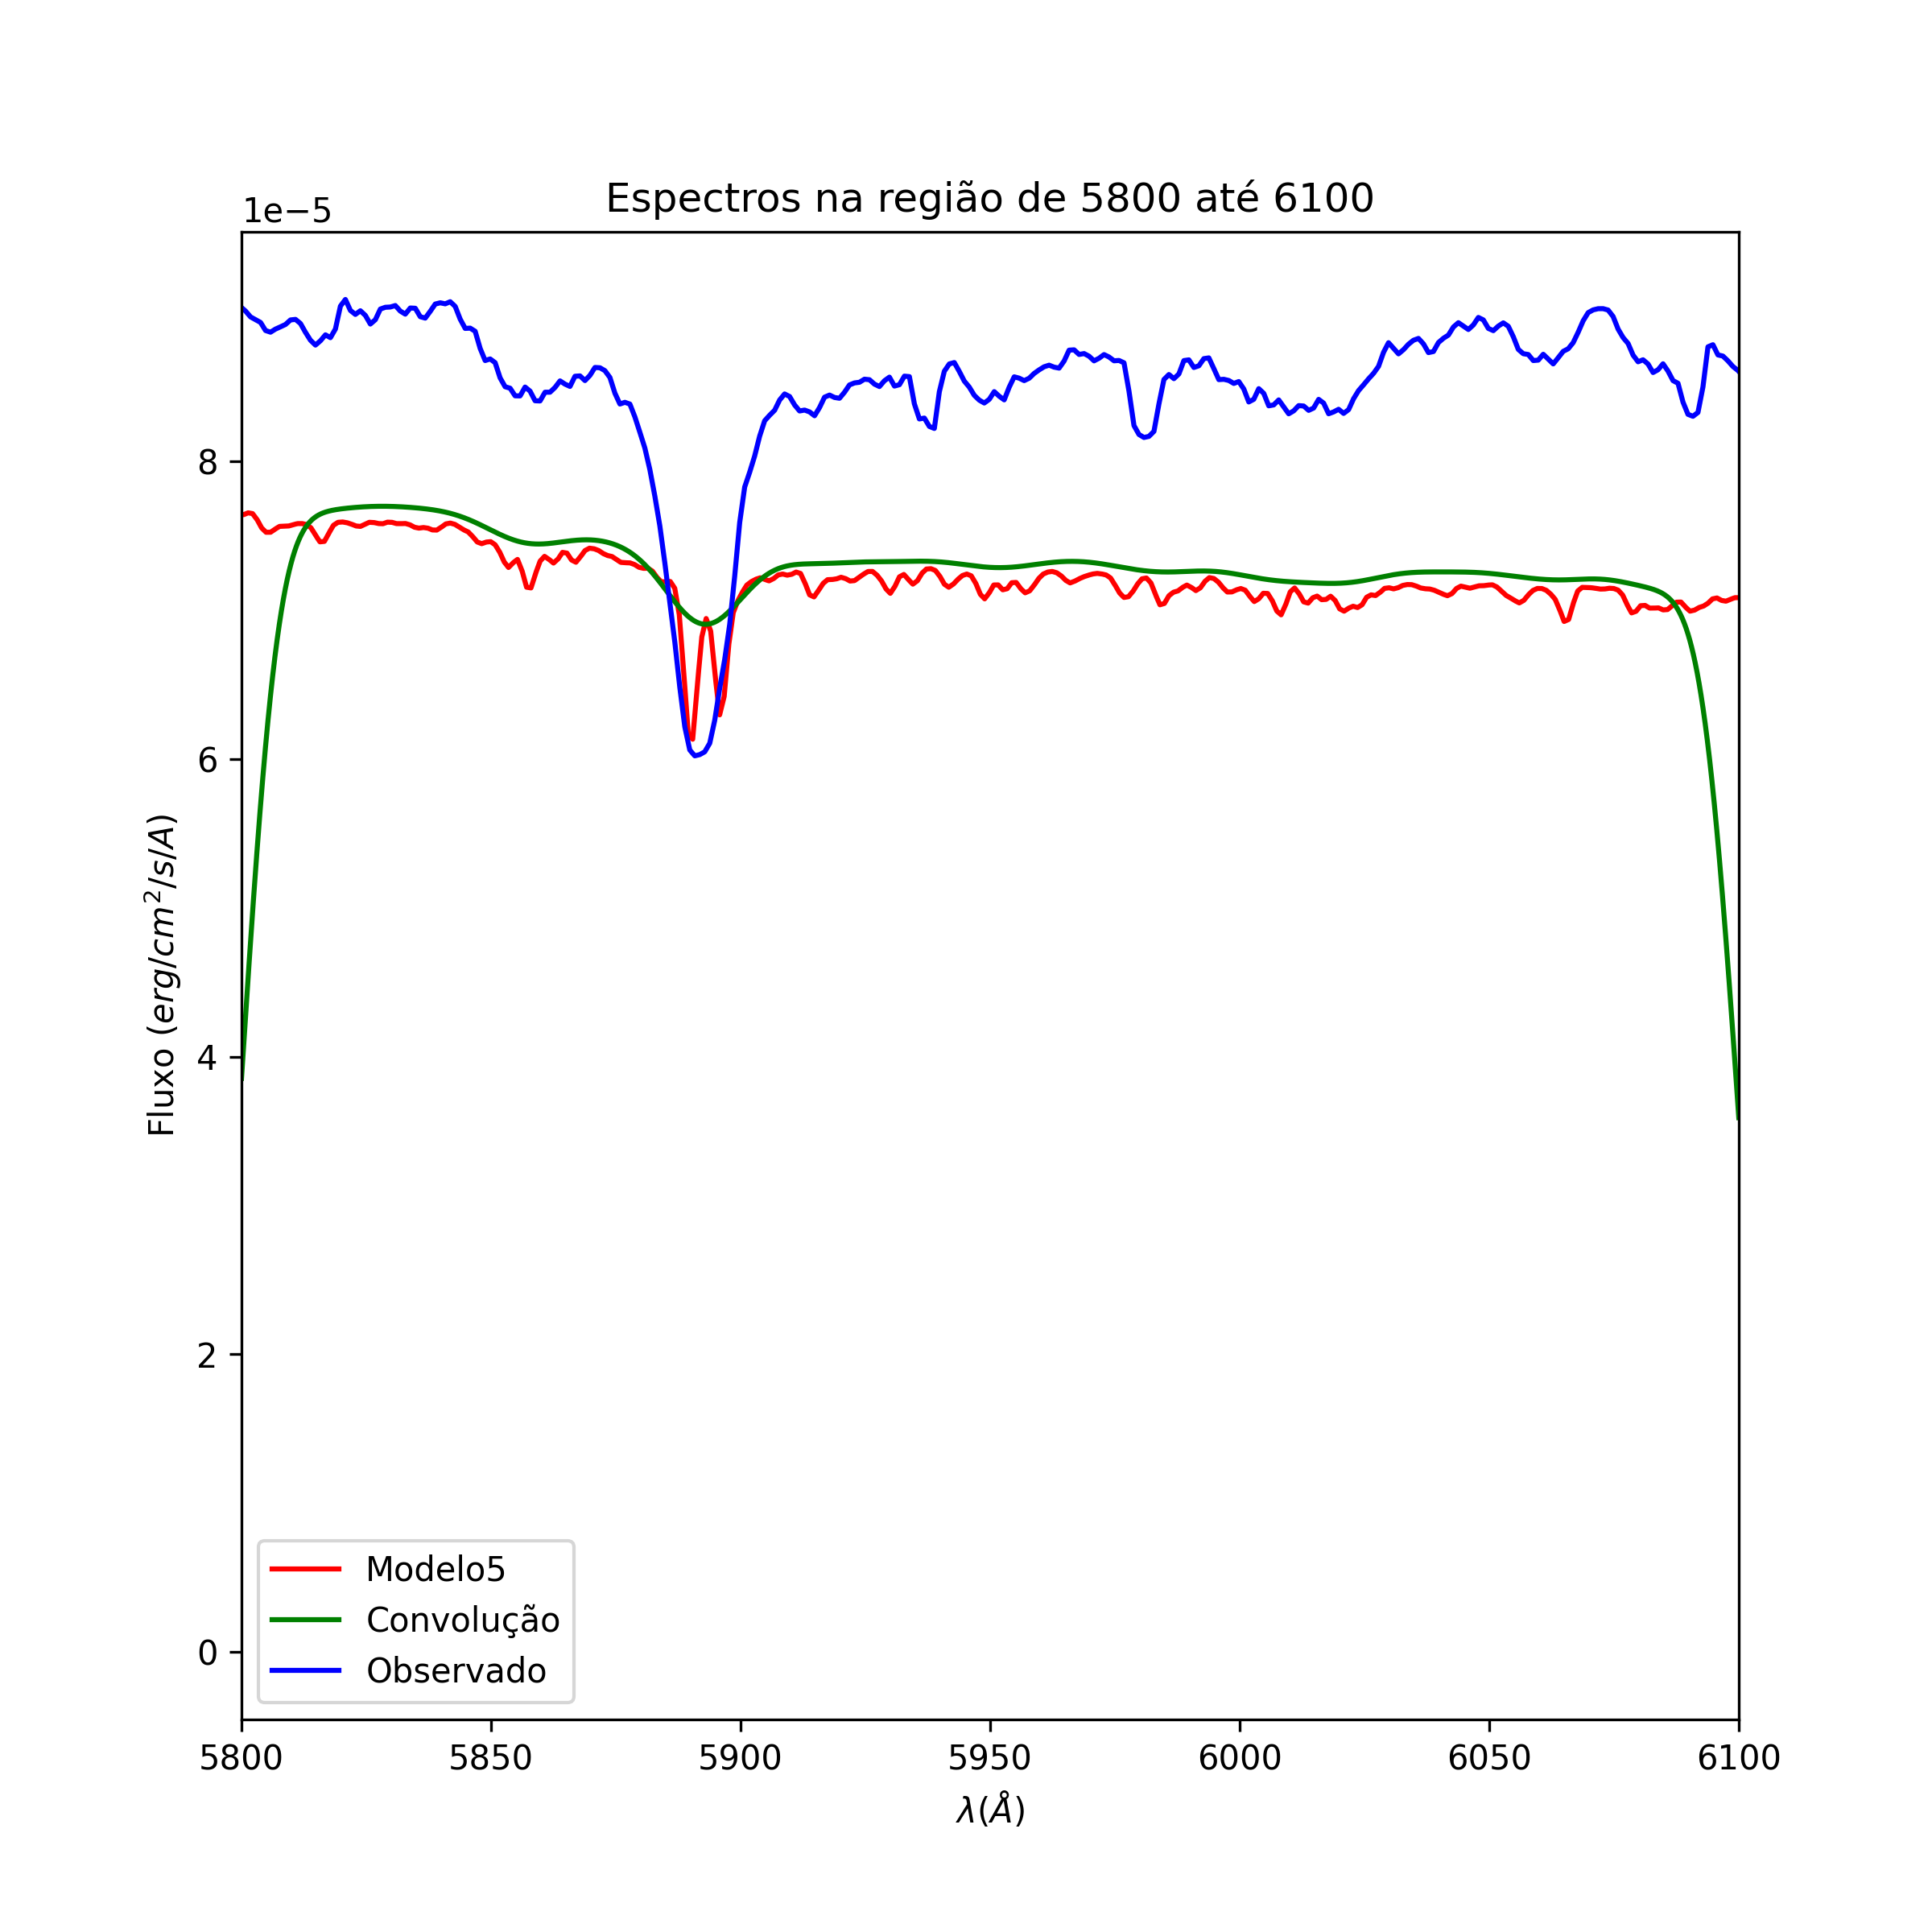 Espectros na região de 5800 até 6100
1e−5
8
6
4
2
0
Fluxo (erg/cm²/s/A)
5800 5850 5900 5950 6000 6050 6100
λ(Å)
Modelo5
Convolução
Observado